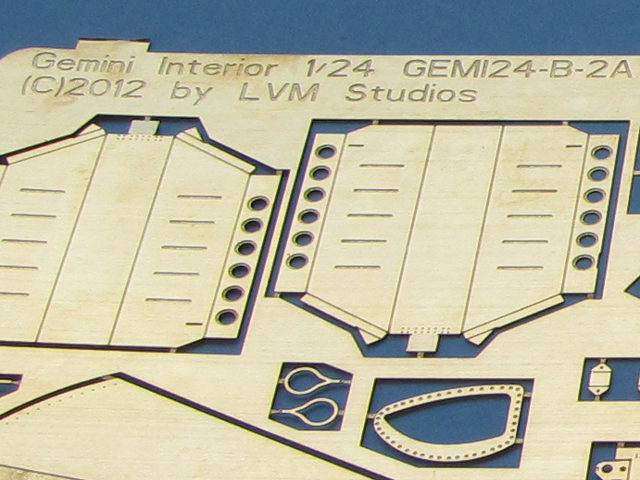 Gemini Interior 1/24 GEMI24-B-2A
(C)2012 by LVM Studios